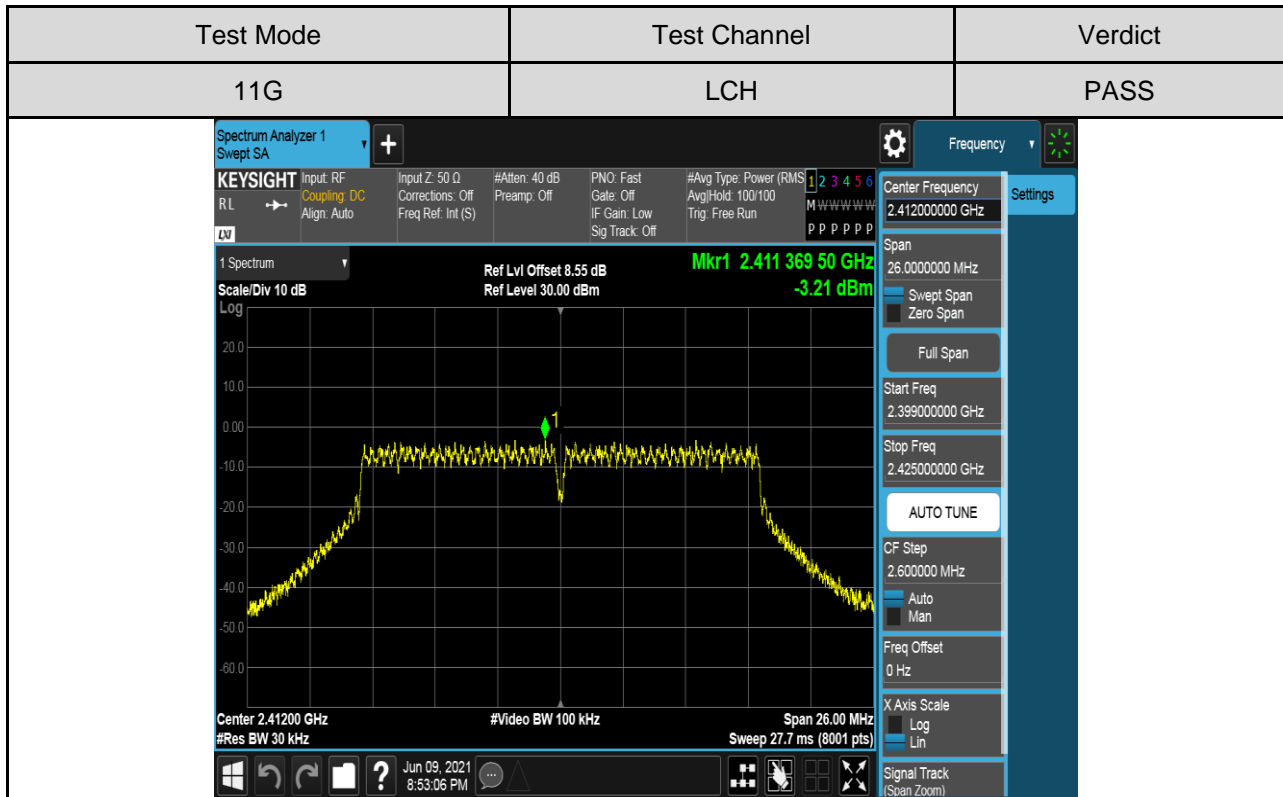 Test Mode Test Channel Verdict
11G LCH PASS
Spectrum Analyzer 1
Swept SA
+
Frequency
KEYSIGHT Input: RF Input Z: 50 Ω #Atten: 40 dB PNO: Fast #Avg Type: Power (RMS 1 2 3 4 5 6
RL Coupling: DC Corrections: Off Preamp: Off Gate: Off Avg|Hold: 100/100 M W W W W W
Align: Auto Freq Ref: Int (S) IF Gain: Low Trig: Free Run
LXI Sig Track: Off P P P P P P
1 Spectrum
Ref Lvl Offset 8.55 dB Mkr1 2.411 369 50 GHz
Scale/Div 10 dB Ref Level 30.00 dBm -3.21 dBm
Log
20.0
10.0
0.00
1
-10.0
-20.0
-30.0
-40.0
-50.0
-60.0
Center 2.41200 GHz #Video BW 100 kHz Span 26.00 MHz
#Res BW 30 kHz Sweep 27.7 ms (8001 pts)
Center Frequency
2.412000000 GHz
Settings
Span
26.0000000 MHz
Swept Span
Zero Span
Full Span
Start Freq
2.399000000 GHz
Stop Freq
2.425000000 GHz
AUTO TUNE
CF Step
2.600000 MHz
Auto
Man
Freq Offset
0 Hz
X Axis Scale
Log
Lin
Signal Track
(Span Zoom)
? Jun 09, 2021
8:53:06 PM